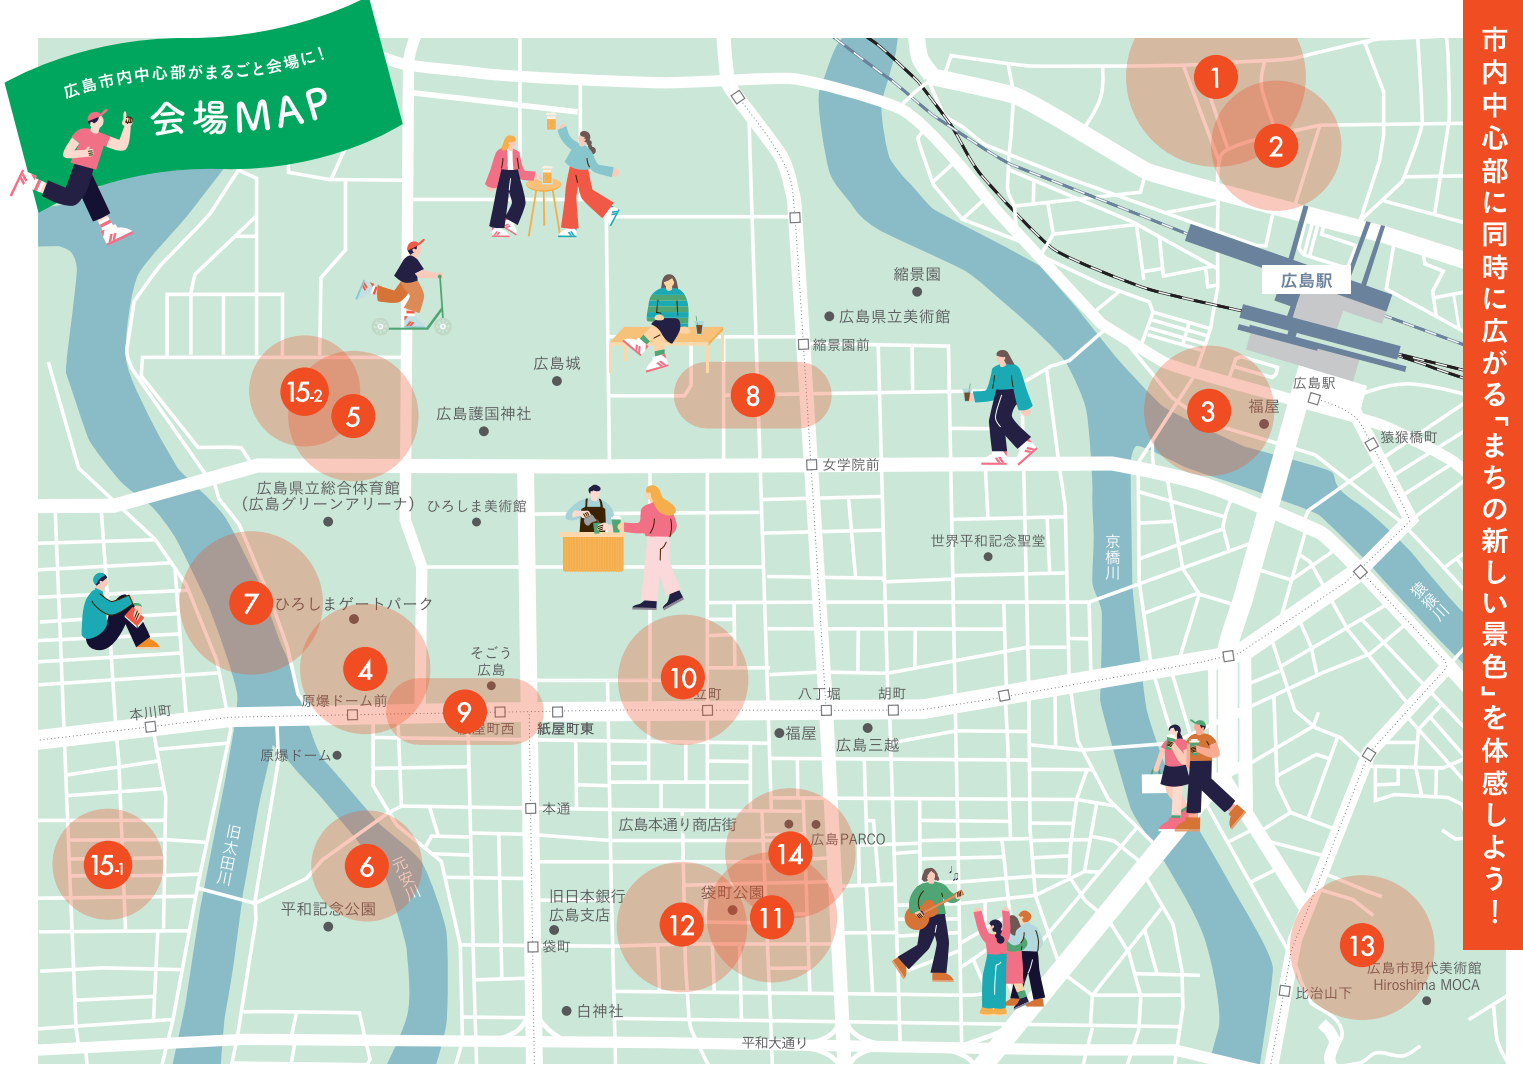 広島市内中心部がまるごと会場に!
会場MAP
市内中心部に同時に広がる「まちの新しい景色」を体感しよう!
1
2
広島駅
縮景園
広島県立美術館
縮景園前
広島城
広島護国神社
15-2
5
8
3
広島駅
福屋
猿猴橋町
女学院前
広島県立総合体育館
(広島グリーンアリーナ)
ひろしま美術館
世界平和記念聖堂
京橋川
猿猴川
7
ひろしまゲートパーク
4
そごう
広島
10
原爆ドーム前
9
紙屋町西
紙屋町東
立町
八丁堀
胡町
本川町
原爆ドーム
福屋
広島三越
本通
広島本通り商店街
広島PARCO
14
旧太田川
元安川
15-1
6
平和記念公園
旧日本銀行
広島支店
袋町公園
12
11
袋町
13
広島市現代美術館
Hiroshima MOCA
比治山下
白神社
平和大通り